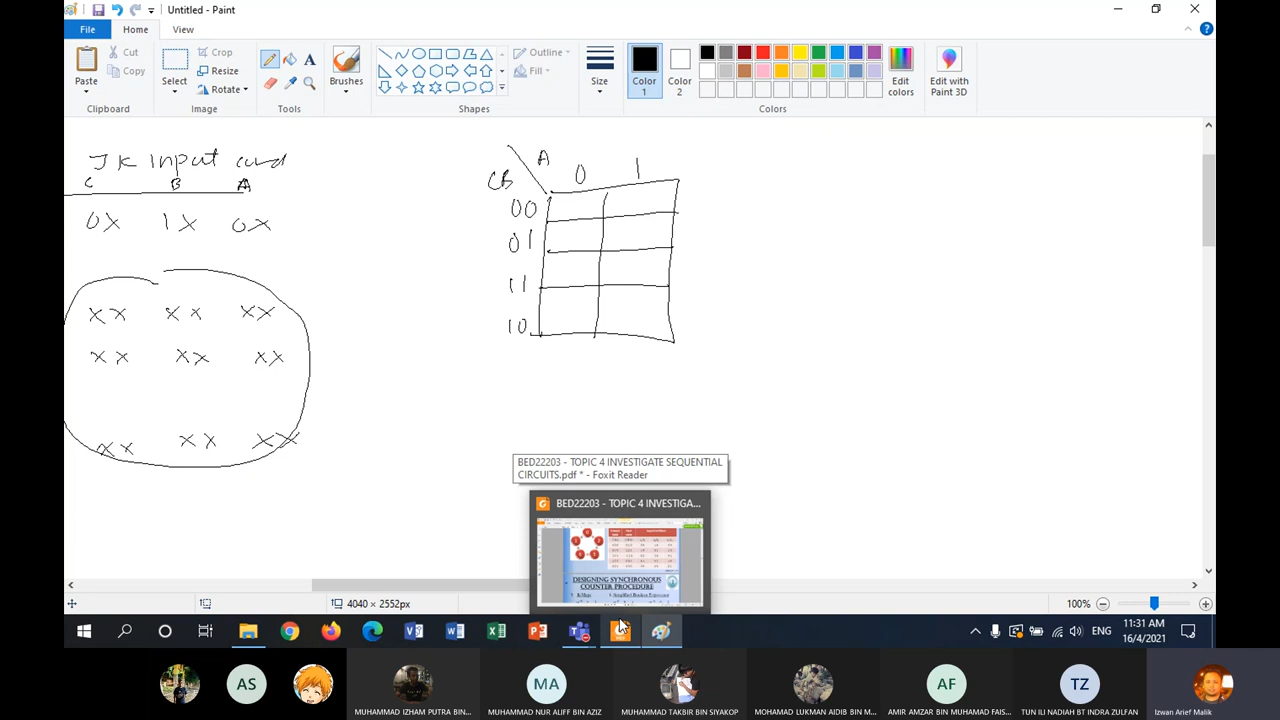 Untitled - Paint
File Home View
Paste
Cut
Copy
Clipboard
Select
Crop
Resize
Rotate
Image
Tools
Brushes
Shapes
Outline
Fill
Size
Color 1
Color 2
Edit colors
Colors
Edit with Paint 3D
JK Input and
C B A
0X 1X 0X
XX XX XX
XX XX XX
XX XX XX
A
CB
0 1
00
01
11
10
BED22203 - TOPIC 4 INVESTIGATE SEQUENTIAL
CIRCUITS.pdf * - Foxit Reader
BED22203 - TOPIC 4 INVESTIGA...
DESIGNING SYNCHRONOUS
COUNTER PROCEDURE
4040 × 2552px
100%
ENG
11:31 AM
16/4/2021
AS
MUHAMMAD IZHAM PUTRA BIN...
MA
MUHAMMAD NUR ALIFF BIN AZIZ
MUHAMMAD TAKBIR BIN SIYAKOP
MOHAMAD LUKMAN AIDIB BIN M...
AF
AMIR AMZAR BIN MUHAMAD FAIS...
TZ
TUN ILI NADIAH BT INDRA ZULFAN
Izwan Arief Malik